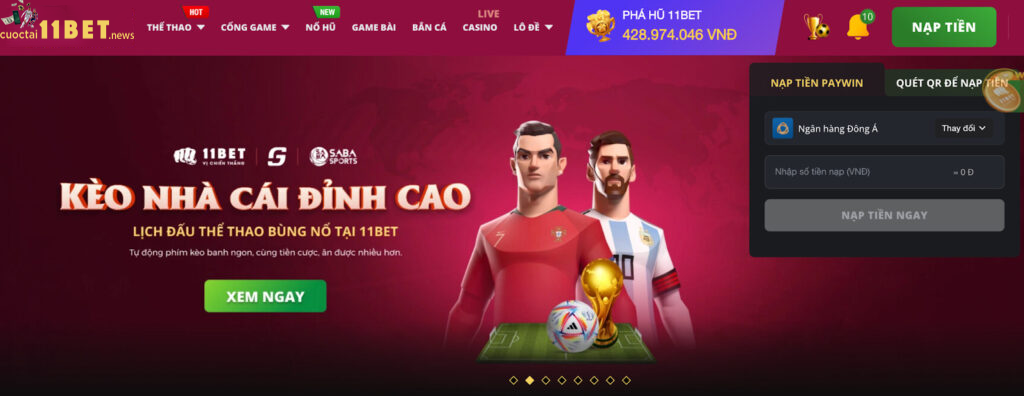 cuoctai11BET.news
HOT
THỂ THAO
CỔNG GAME
NEW
NỔ HŨ
GAME BÀI
BẮN CÁ
LIVE
CASINO
LÔ ĐỀ
PHÁ HŨ 11BET
428.974.046 VNĐ
10
NẠP TIỀN
NẠP TIỀN PAYWIN
QUÉT QR ĐỂ NẠP TIỀN
Ngân hàng Đông Á
Thay đổi
Nhập số tiền nạp (VNĐ)
= 0 Đ
NẠP TIỀN NGAY
11BET
VỊ CHIẾN THẮNG
SABA
SPORTS
KÈO NHÀ CÁI ĐỈNH CAO
LỊCH ĐẤU THỂ THAO BÙNG NỔ TẠI 11BET
Tự động phím kèo banh ngon, cùng tiền cược, ăn được nhiều hơn.
XEM NGAY
7
10